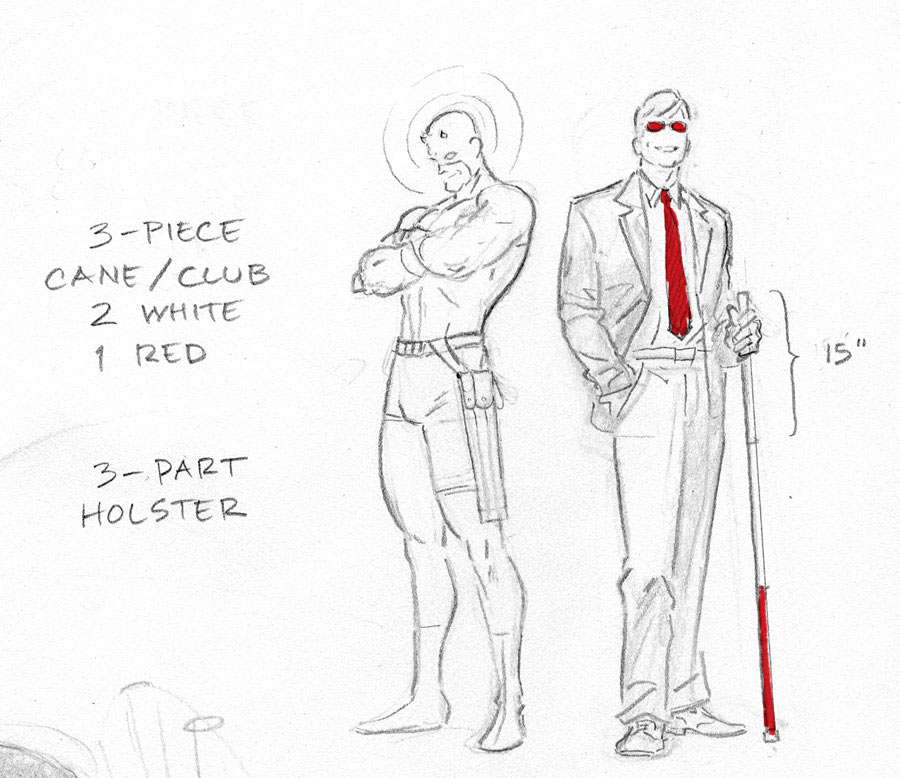 3-PIECE
CANE/CLUB
2 WHITE
1 RED
3-PART
HOLSTER
15"